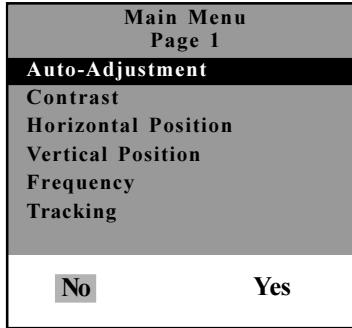 Main Menu
Page 1
Auto-Adjustment
Contrast
Horizontal Position
Vertical Position
Frequency
Tracking
No Yes